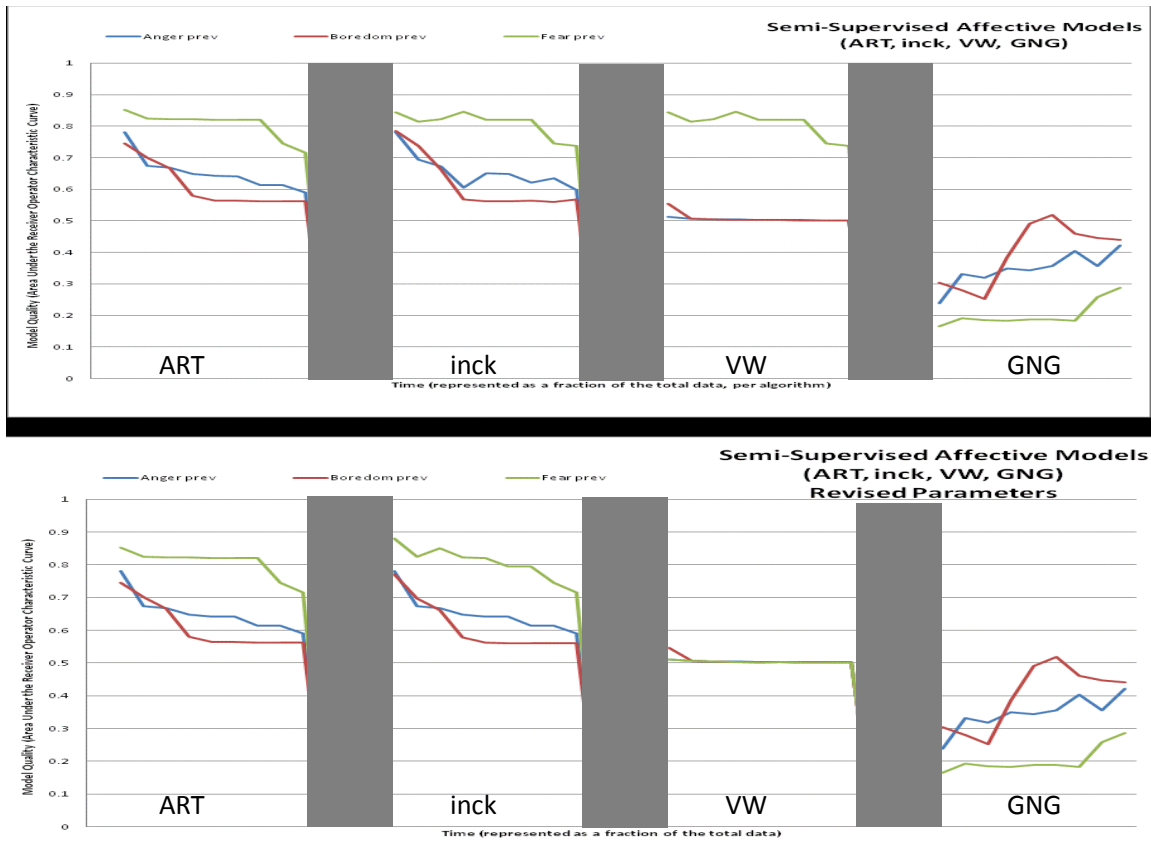 Semi-Supervised Affective Models
(ART, inck, VW, GNG)
Anger prev
Boredom prev
Fear prev
Model Quality (Area Under the Receiver Operator Characteristic Curve)
1
0.9
0.8
0.7
0.6
0.5
0.4
0.3
0.2
0.1
0
ART
inck
VW
GNG
Time (represented as a fraction of the total data, per algorithm)
Semi-Supervised Affective Models
(ART, inck, VW, GNG)
Revised Parameters
Anger prev
Boredom prev
Fear prev
Model Quality (Area Under the Receiver Operator Characteristic Curve)
1
0.9
0.8
0.7
0.6
0.5
0.4
0.3
0.2
0.1
0
ART
inck
VW
GNG
Time (represented as a fraction of the total data)